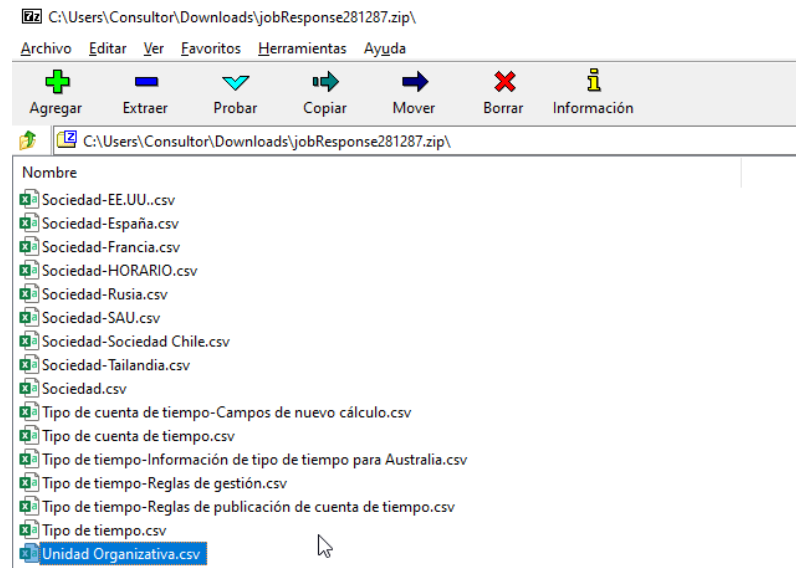 C:\Users\Consultor\Downloads\jobResponse281287.zip\
Archivo Editar Ver Favoritos Herramientas Ayuda
Agregar Extraer Probar Copiar Mover Borrar Información
C:\Users\Consultor\Downloads\jobResponse281287.zip\
Nombre
Sociedad-EE.UU..csv
Sociedad-España.csv
Sociedad-Francia.csv
Sociedad-HORARIO.csv
Sociedad-Rusia.csv
Sociedad-SAU.csv
Sociedad-Sociedad Chile.csv
Sociedad-Tailandia.csv
Sociedad.csv
Tipo de cuenta de tiempo-Campos de nuevo cálculo.csv
Tipo de cuenta de tiempo.csv
Tipo de tiempo-Información de tipo de tiempo para Australia.csv
Tipo de tiempo-Reglas de gestión.csv
Tipo de tiempo-Reglas de publicación de cuenta de tiempo.csv
Tipo de tiempo.csv
Unidad Organizativa.csv